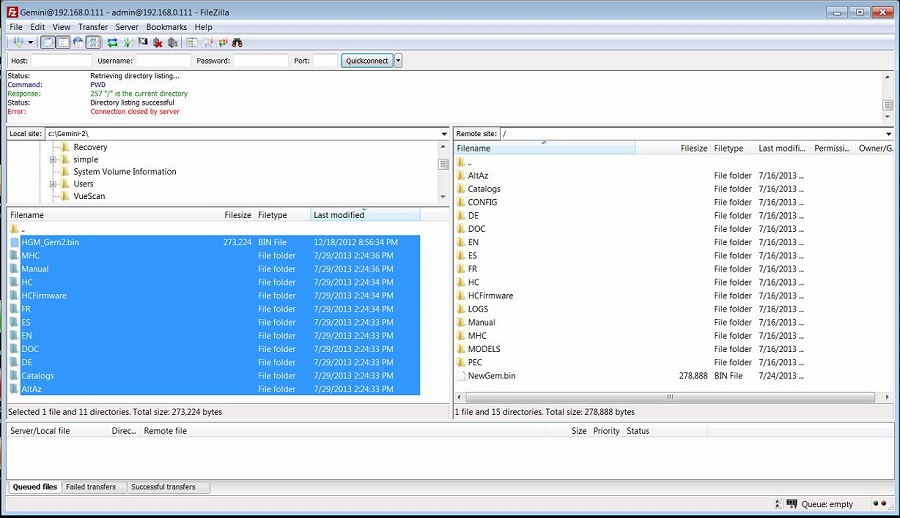 Gemini@192.168.0.111 - admin@192.168.0.111 - FileZilla
File Edit View Transfer Server Bookmarks Help
Host: Username: Password: Port: Quickconnect
Status: Retrieving directory listing...
Command: PWD
Response: 257 "/" is the current directory
Status: Directory listing successful
Error: Connection closed by server
Local site: c:\Gemini-2\
Recovery
simple
System Volume Information
Users
VueScan
Filename Filesize Filetype Last modified
..
HGM_Gem2.bin 273,224 BIN File 12/18/2012 8:56:34 PM
MHC File folder 7/29/2013 2:24:36 PM
Manual File folder 7/29/2013 2:24:36 PM
HC File folder 7/29/2013 2:24:34 PM
HCFirmware File folder 7/29/2013 2:24:34 PM
FR File folder 7/29/2013 2:24:34 PM
ES File folder 7/29/2013 2:24:33 PM
EN File folder 7/29/2013 2:24:33 PM
DOC File folder 7/29/2013 2:24:33 PM
DE File folder 7/29/2013 2:24:33 PM
Catalogs File folder 7/29/2013 2:24:33 PM
AltAz File folder 7/29/2013 2:24:33 PM
Selected 1 file and 11 directories. Total size: 273,224 bytes
Remote site: /
Filename Filesize Filetype Last modifi... Permissi... Owner/G...
..
AltAz File folder 7/16/2013 ...
Catalogs File folder 7/16/2013 ...
CONFIG File folder 7/16/2013 ...
DE File folder 7/16/2013 ...
DOC File folder 7/16/2013 ...
EN File folder 7/16/2013 ...
ES File folder 7/16/2013 ...
FR File folder 7/16/2013 ...
HC File folder 7/16/2013 ...
HCFirmware File folder 7/16/2013 ...
LOGS File folder 7/16/2013 ...
Manual File folder 7/16/2013 ...
MHC File folder 7/16/2013 ...
MODELS File folder 7/16/2013 ...
PEC File folder 7/16/2013 ...
NewGem.bin 278,888 BIN File 7/24/2013 ...
1 file and 15 directories. Total size: 278,888 bytes
Server/Local file Direc... Remote file Size Priority Status
Queued files Failed transfers Successful transfers
Queue: empty